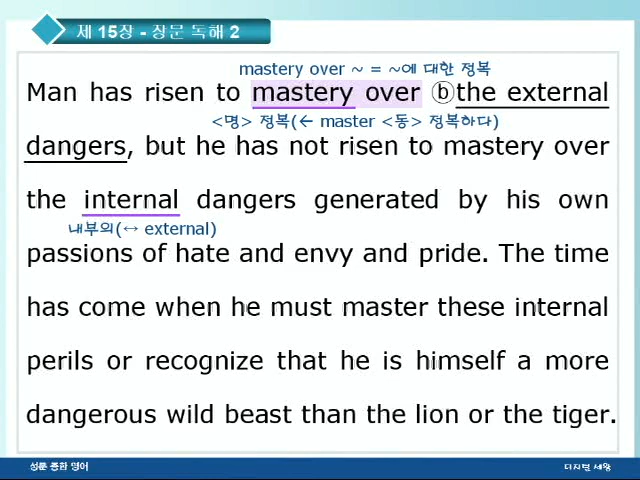 제 15장 - 장문 독해 2
mastery over ~ = ~에 대한 정복
Man has risen to mastery over ⓑthe external
<명> 정복(← master <동> 정복하다)
dangers, but he has not risen to mastery over
the internal dangers generated by his own
내부의(↔ external)
passions of hate and envy and pride. The time
has come when he must master these internal
perils or recognize that he is himself a more
dangerous wild beast than the lion or the tiger.
성문 종합 영어
디지털 세왕